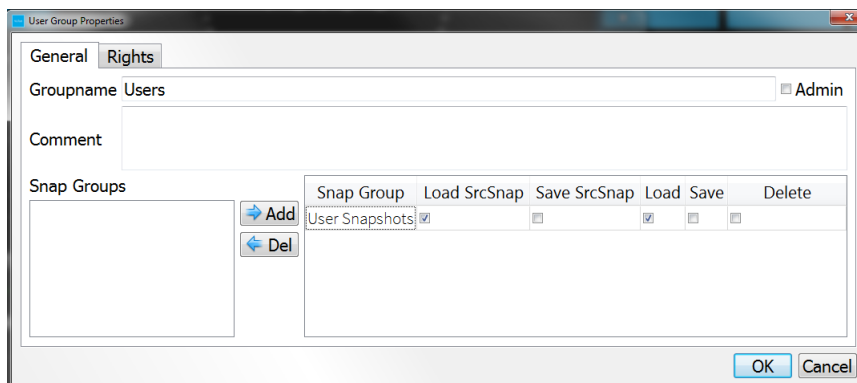 User Group Properties
General Rights
Groupname Users Admin
Comment
Snap Groups
Snap Group Load SrcSnap Save SrcSnap Load Save Delete
Add
User Snapshots
Del
OK Cancel